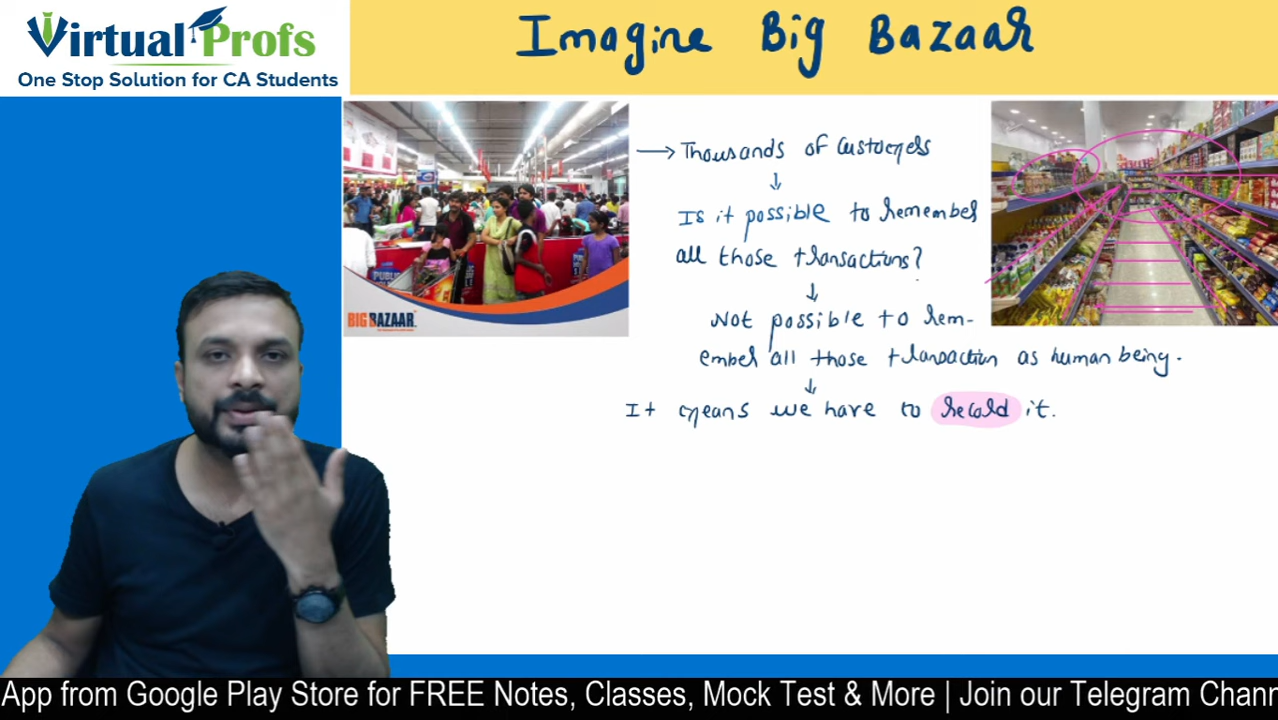 Virtual Profs
One Stop Solution for CA Students
Imagine Big Bazaar
→ Thousands of customers
Is it possible to remember
all those transactions?
Not possible to rem-
ember all those transaction as human being.
It means we have to record it.
BIG BAZAAR
App from Google Play Store for FREE Notes, Classes, Mock Test & More | Join our Telegram Chann